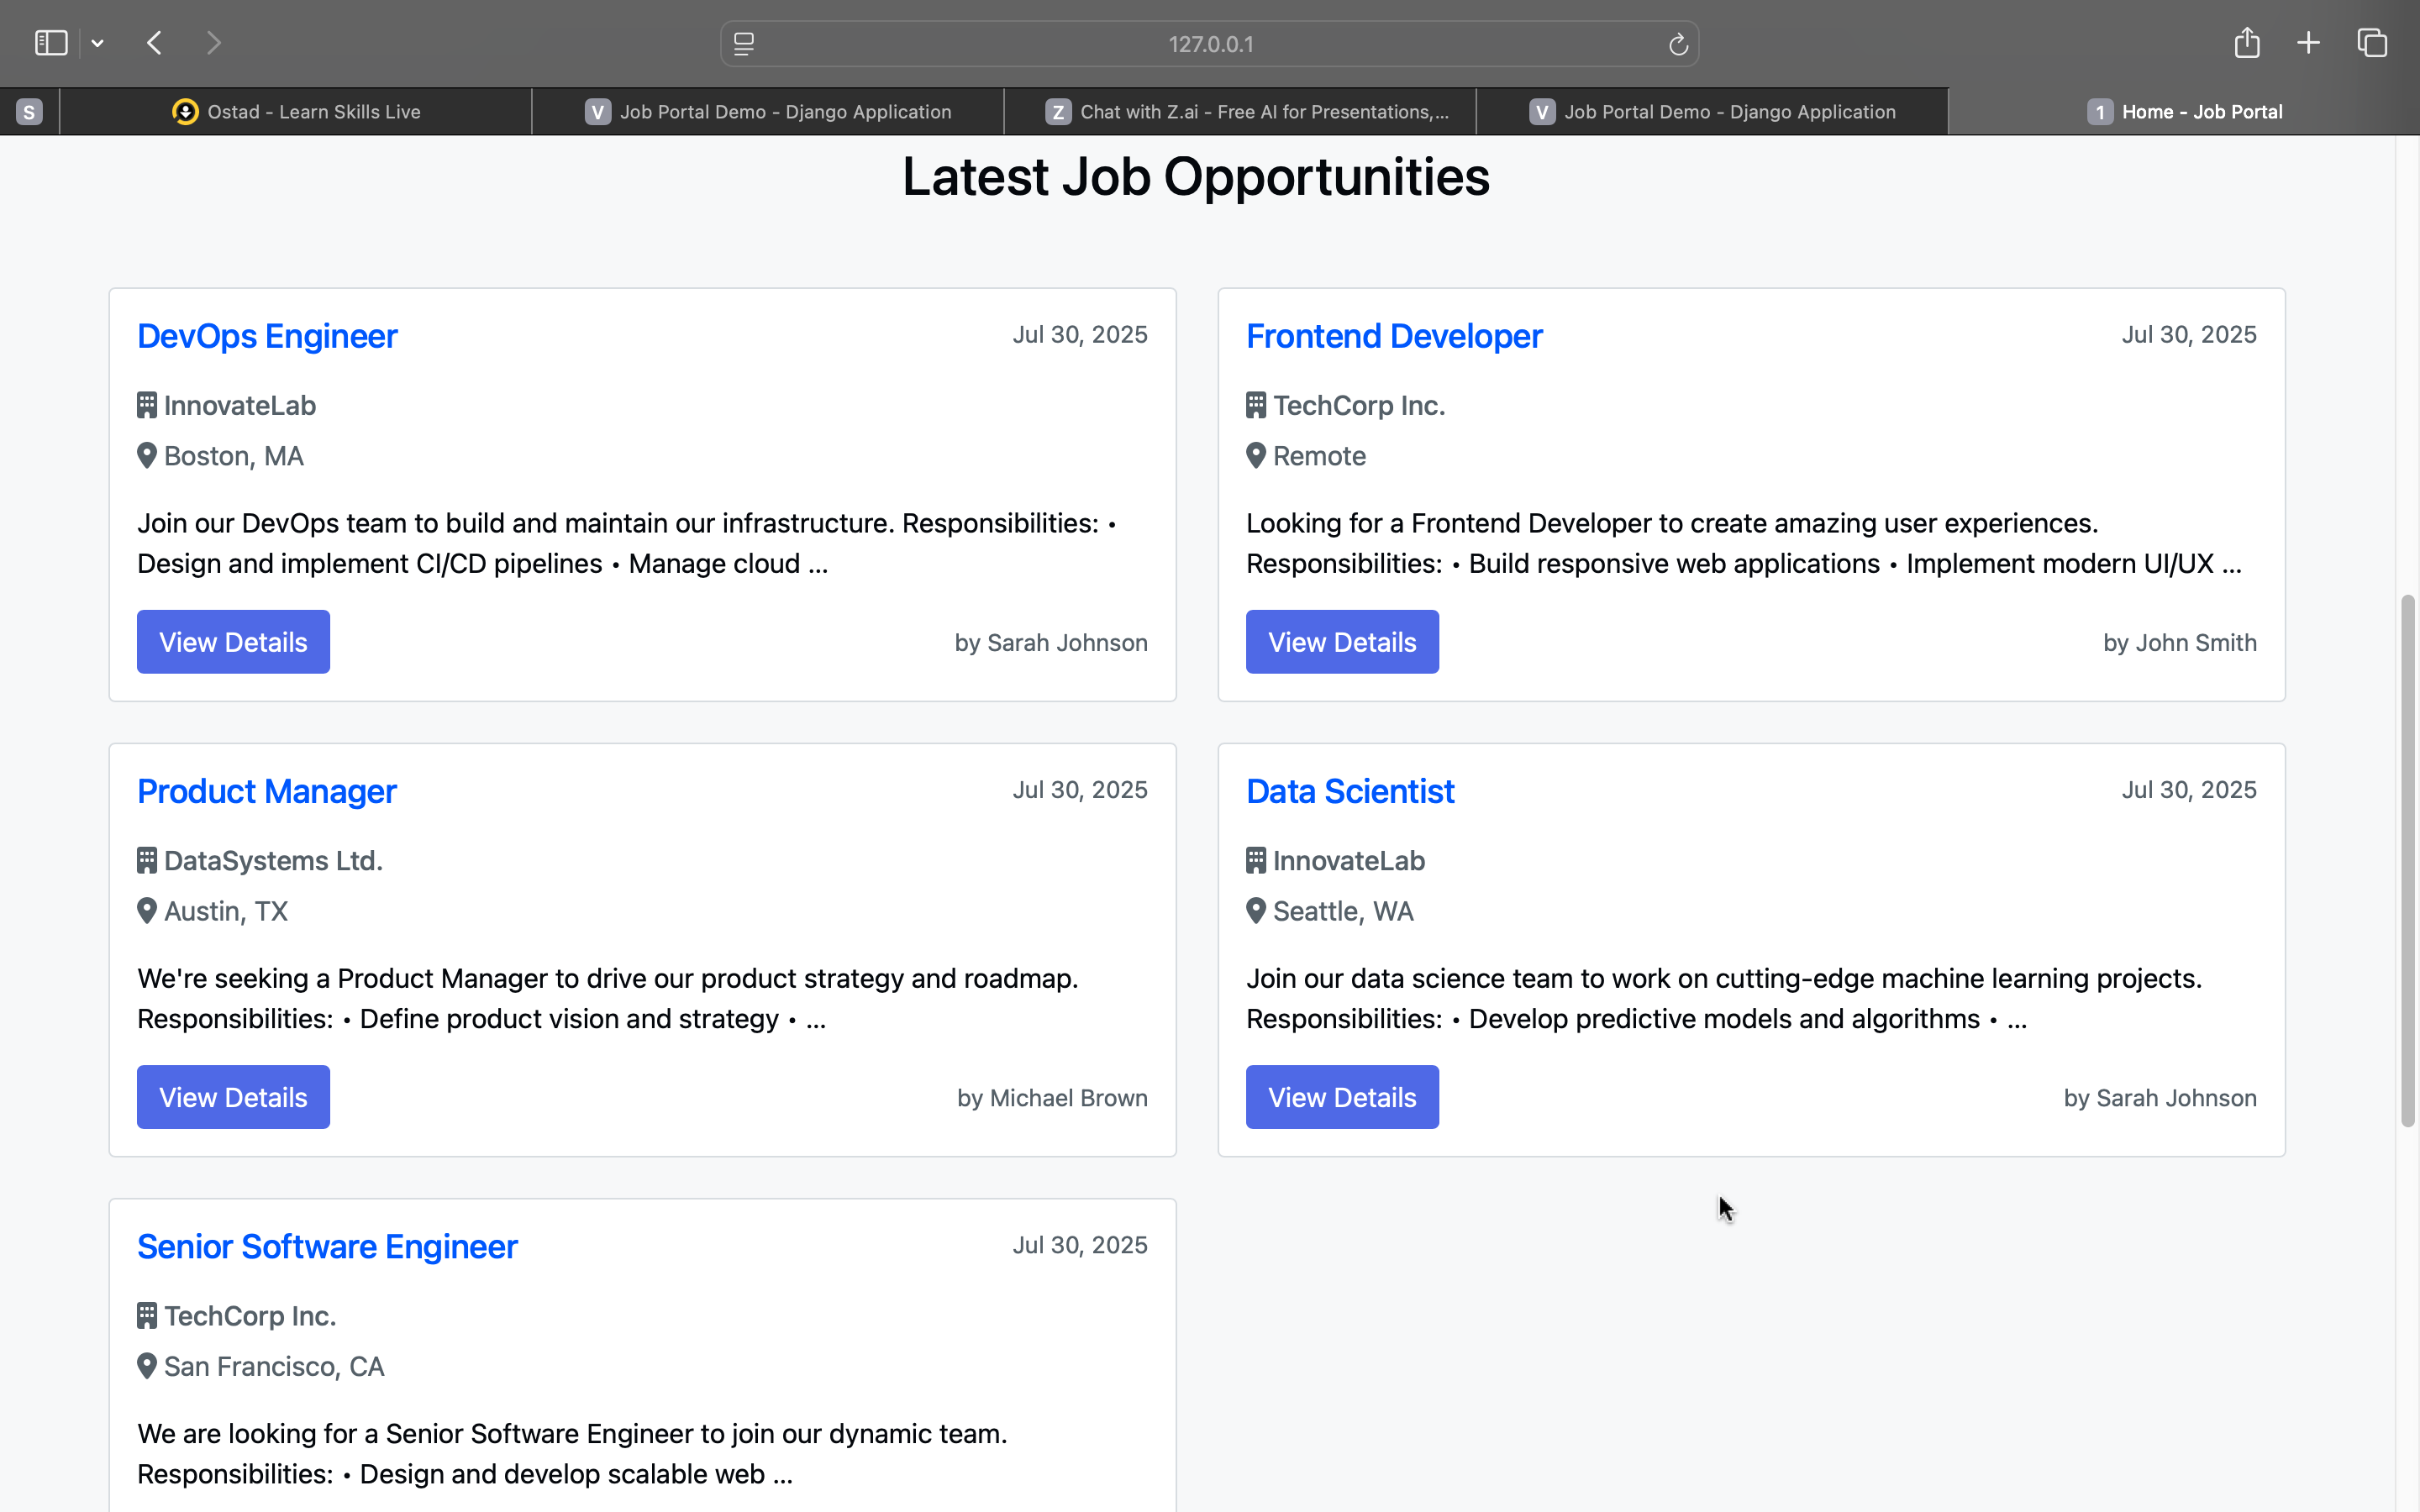 127.0.0.1
S
Ostad - Learn Skills Live
V Job Portal Demo - Django Application
Z Chat with Z.ai - Free AI for Presentations,...
V Job Portal Demo - Django Application
1 Home - Job Portal
Latest Job Opportunities
DevOps Engineer
Jul 30, 2025
InnovateLab
Boston, MA
Join our DevOps team to build and maintain our infrastructure. Responsibilities: •
Design and implement CI/CD pipelines • Manage cloud ...
View Details
by Sarah Johnson
Frontend Developer
Jul 30, 2025
TechCorp Inc.
Remote
Looking for a Frontend Developer to create amazing user experiences.
Responsibilities: • Build responsive web applications • Implement modern UI/UX ...
View Details
by John Smith
Product Manager
Jul 30, 2025
DataSystems Ltd.
Austin, TX
We're seeking a Product Manager to drive our product strategy and roadmap.
Responsibilities: • Define product vision and strategy • ...
View Details
by Michael Brown
Data Scientist
Jul 30, 2025
InnovateLab
Seattle, WA
Join our data science team to work on cutting-edge machine learning projects.
Responsibilities: • Develop predictive models and algorithms • ...
View Details
by Sarah Johnson
Senior Software Engineer
Jul 30, 2025
TechCorp Inc.
San Francisco, CA
We are looking for a Senior Software Engineer to join our dynamic team.
Responsibilities: • Design and develop scalable web ...